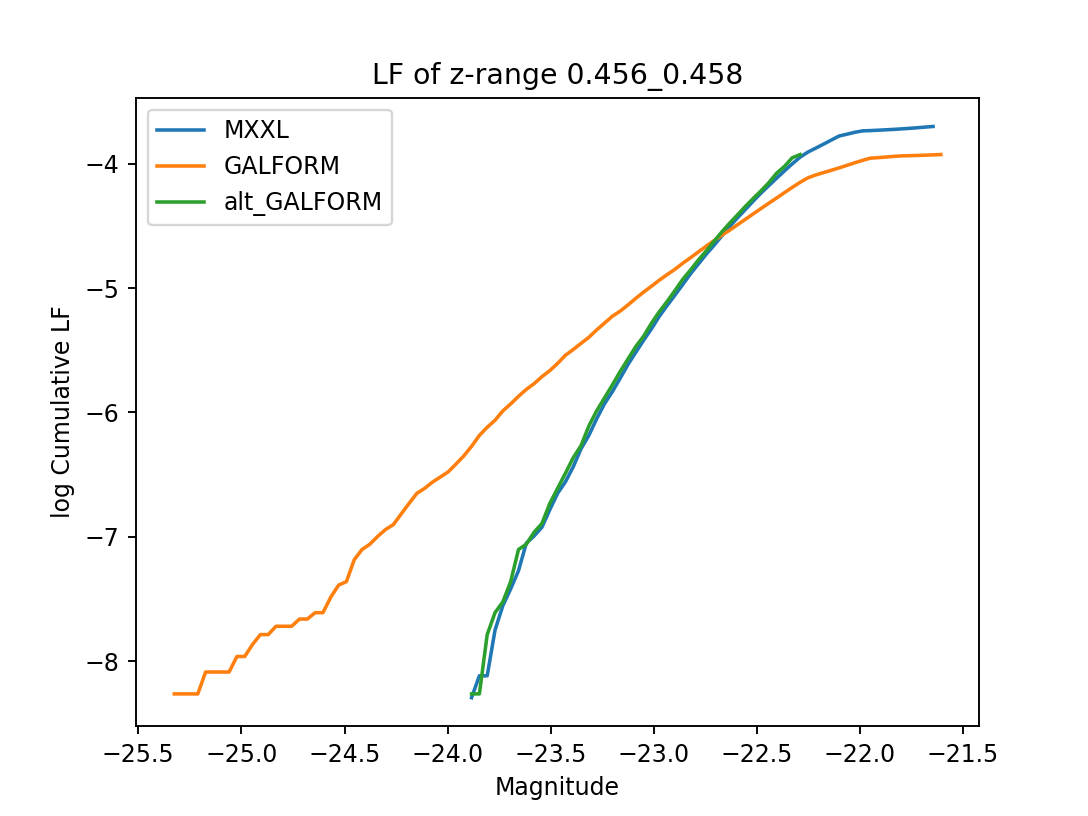 LF of z-range 0.456_0.458
MXXL
GALFORM
alt_GALFORM
log Cumulative LF
−4
−5
−6
−7
−8
−25.5 −25.0 −24.5 −24.0 −23.5 −23.0 −22.5 −22.0 −21.5
Magnitude